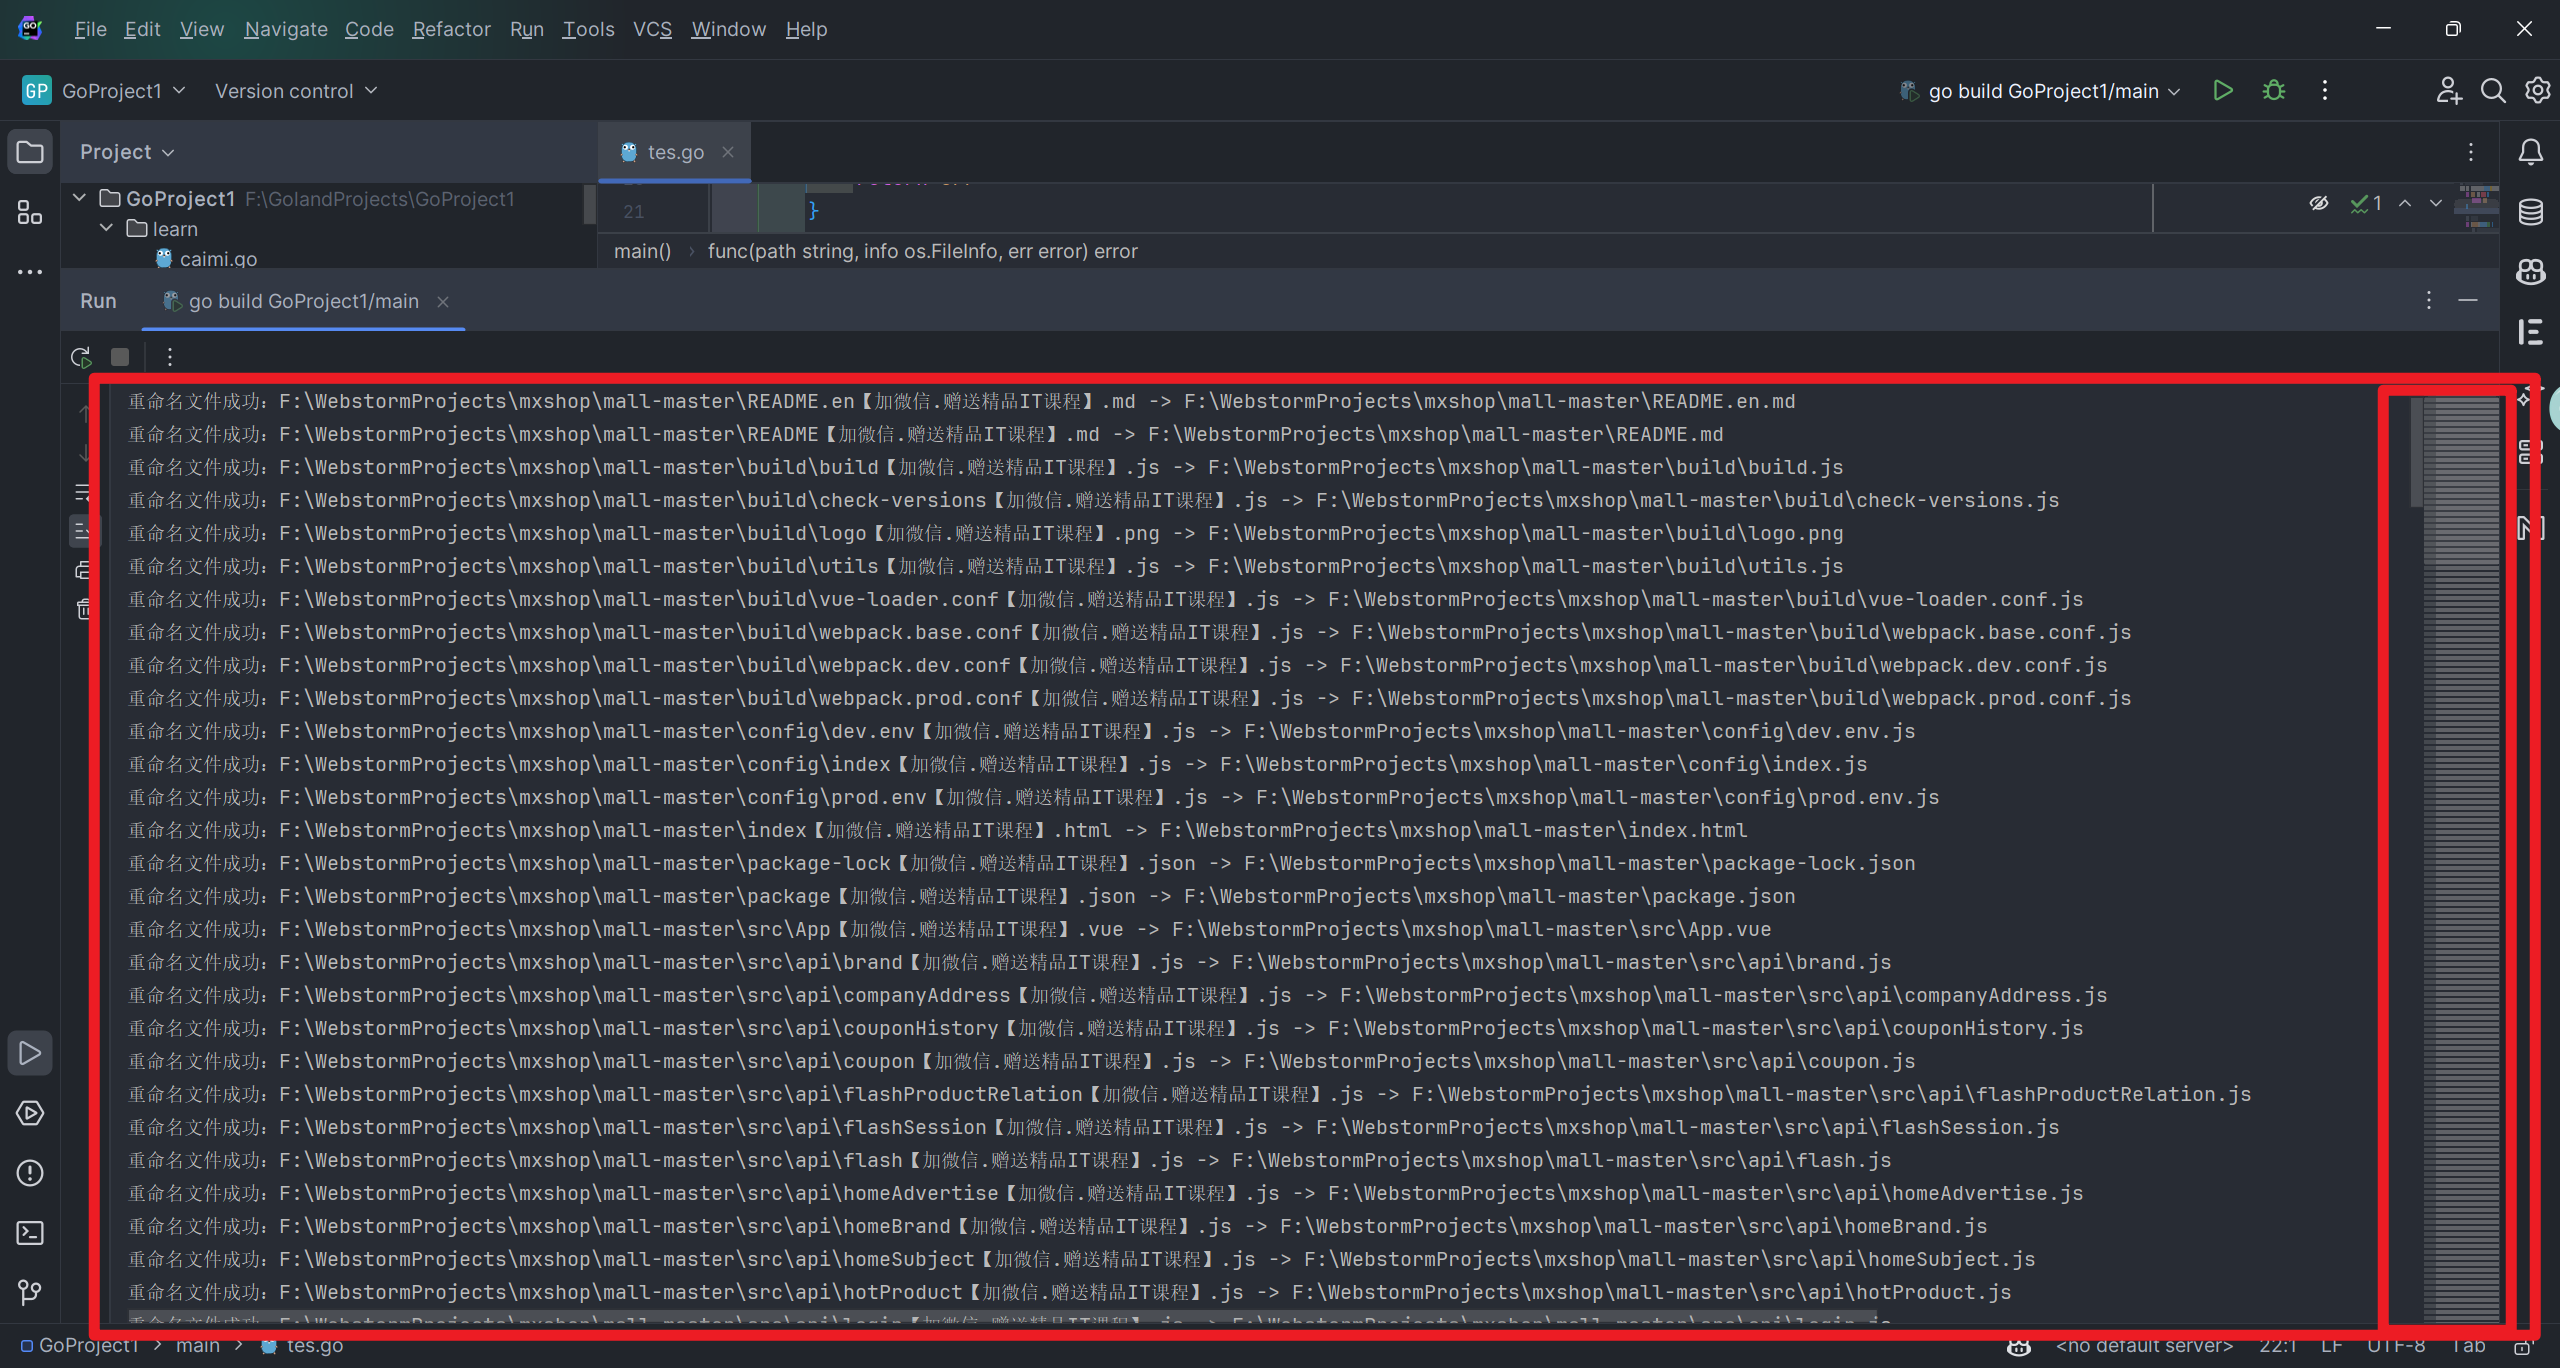 File Edit View Navigate Code Refactor Run Tools VCS Window Help
GP GoProject1 Version control go build GoProject1/main
Project tes.go
GoProject1 F:\GolandProjects\GoProject1
21 } 1
learn
caimi.go main() › func(path string, info os.FileInfo, err error) error
Run go build GoProject1/main
重命名文件成功: F:\WebstormProjects\mxshop\mall-master\README.en【加微信.赠送精品IT课程】.md -> F:\WebstormProjects\mxshop\mall-master\README.en.md
重命名文件成功: F:\WebstormProjects\mxshop\mall-master\README【加微信.赠送精品IT课程】.md -> F:\WebstormProjects\mxshop\mall-master\README.md
重命名文件成功: F:\WebstormProjects\mxshop\mall-master\build\build【加微信.赠送精品IT课程】.js -> F:\WebstormProjects\mxshop\mall-master\build\build.js
重命名文件成功: F:\WebstormProjects\mxshop\mall-master\build\check-versions【加微信.赠送精品IT课程】.js -> F:\WebstormProjects\mxshop\mall-master\build\check-versions.js
重命名文件成功: F:\WebstormProjects\mxshop\mall-master\build\logo【加微信.赠送精品IT课程】.png -> F:\WebstormProjects\mxshop\mall-master\build\logo.png
重命名文件成功: F:\WebstormProjects\mxshop\mall-master\build\utils【加微信.赠送精品IT课程】.js -> F:\WebstormProjects\mxshop\mall-master\build\utils.js
重命名文件成功: F:\WebstormProjects\mxshop\mall-master\build\vue-loader.conf【加微信.赠送精品IT课程】.js -> F:\WebstormProjects\mxshop\mall-master\build\vue-loader.conf.js
重命名文件成功: F:\WebstormProjects\mxshop\mall-master\build\webpack.base.conf【加微信.赠送精品IT课程】.js -> F:\WebstormProjects\mxshop\mall-master\build\webpack.base.conf.js
重命名文件成功: F:\WebstormProjects\mxshop\mall-master\build\webpack.dev.conf【加微信.赠送精品IT课程】.js -> F:\WebstormProjects\mxshop\mall-master\build\webpack.dev.conf.js
重命名文件成功: F:\WebstormProjects\mxshop\mall-master\build\webpack.prod.conf【加微信.赠送精品IT课程】.js -> F:\WebstormProjects\mxshop\mall-master\build\webpack.prod.conf.js
重命名文件成功: F:\WebstormProjects\mxshop\mall-master\config\dev.env【加微信.赠送精品IT课程】.js -> F:\WebstormProjects\mxshop\mall-master\config\dev.env.js
重命名文件成功: F:\WebstormProjects\mxshop\mall-master\config\index【加微信.赠送精品IT课程】.js -> F:\WebstormProjects\mxshop\mall-master\config\index.js
重命名文件成功: F:\WebstormProjects\mxshop\mall-master\config\prod.env【加微信.赠送精品IT课程】.js -> F:\WebstormProjects\mxshop\mall-master\config\prod.env.js
重命名文件成功: F:\WebstormProjects\mxshop\mall-master\index【加微信.赠送精品IT课程】.html -> F:\WebstormProjects\mxshop\mall-master\index.html
重命名文件成功: F:\WebstormProjects\mxshop\mall-master\package-lock【加微信.赠送精品IT课程】.json -> F:\WebstormProjects\mxshop\mall-master\package-lock.json
重命名文件成功: F:\WebstormProjects\mxshop\mall-master\package【加微信.赠送精品IT课程】.json -> F:\WebstormProjects\mxshop\mall-master\package.json
重命名文件成功: F:\WebstormProjects\mxshop\mall-master\src\App【加微信.赠送精品IT课程】.vue -> F:\WebstormProjects\mxshop\mall-master\src\App.vue
重命名文件成功: F:\WebstormProjects\mxshop\mall-master\src\api\brand【加微信.赠送精品IT课程】.js -> F:\WebstormProjects\mxshop\mall-master\src\api\brand.js
重命名文件成功: F:\WebstormProjects\mxshop\mall-master\src\api\companyAddress【加微信.赠送精品IT课程】.js -> F:\WebstormProjects\mxshop\mall-master\src\api\companyAddress.js
重命名文件成功: F:\WebstormProjects\mxshop\mall-master\src\api\couponHistory【加微信.赠送精品IT课程】.js -> F:\WebstormProjects\mxshop\mall-master\src\api\couponHistory.js
重命名文件成功: F:\WebstormProjects\mxshop\mall-master\src\api\coupon【加微信.赠送精品IT课程】.js -> F:\WebstormProjects\mxshop\mall-master\src\api\coupon.js
重命名文件成功: F:\WebstormProjects\mxshop\mall-master\src\api\flashProductRelation【加微信.赠送精品IT课程】.js -> F:\WebstormProjects\mxshop\mall-master\src\api\flashProductRelation.js
重命名文件成功: F:\WebstormProjects\mxshop\mall-master\src\api\flashSession【加微信.赠送精品IT课程】.js -> F:\WebstormProjects\mxshop\mall-master\src\api\flashSession.js
重命名文件成功: F:\WebstormProjects\mxshop\mall-master\src\api\flash【加微信.赠送精品IT课程】.js -> F:\WebstormProjects\mxshop\mall-master\src\api\flash.js
重命名文件成功: F:\WebstormProjects\mxshop\mall-master\src\api\homeAdvertise【加微信.赠送精品IT课程】.js -> F:\WebstormProjects\mxshop\mall-master\src\api\homeAdvertise.js
重命名文件成功: F:\WebstormProjects\mxshop\mall-master\src\api\homeBrand【加微信.赠送精品IT课程】.js -> F:\WebstormProjects\mxshop\mall-master\src\api\homeBrand.js
重命名文件成功: F:\WebstormProjects\mxshop\mall-master\src\api\homeSubject【加微信.赠送精品IT课程】.js -> F:\WebstormProjects\mxshop\mall-master\src\api\homeSubject.js
重命名文件成功: F:\WebstormProjects\mxshop\mall-master\src\api\hotProduct【加微信.赠送精品IT课程】.js -> F:\WebstormProjects\mxshop\mall-master\src\api\hotProduct.js
GoProject1 › main › tes.go <no default server> 22:1 LF UTF-8 Tab